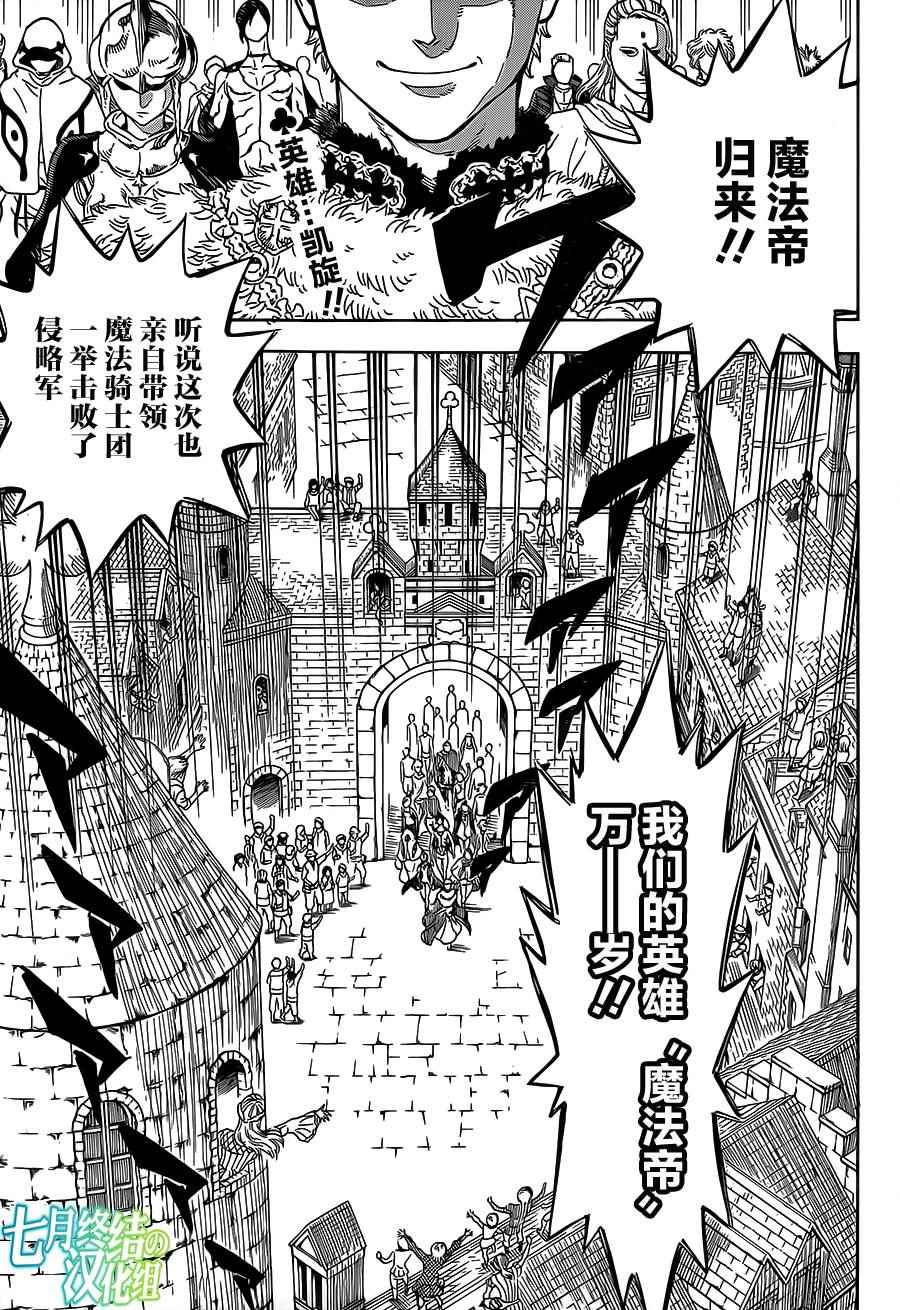 魔法帝
归来!!
♣英雄…凯旋!!
听说这次也
亲自带领
魔法骑士团
一举击败了
侵略军
我们的英雄〝魔法帝〟
万——岁!!
七月终结の
汉化组